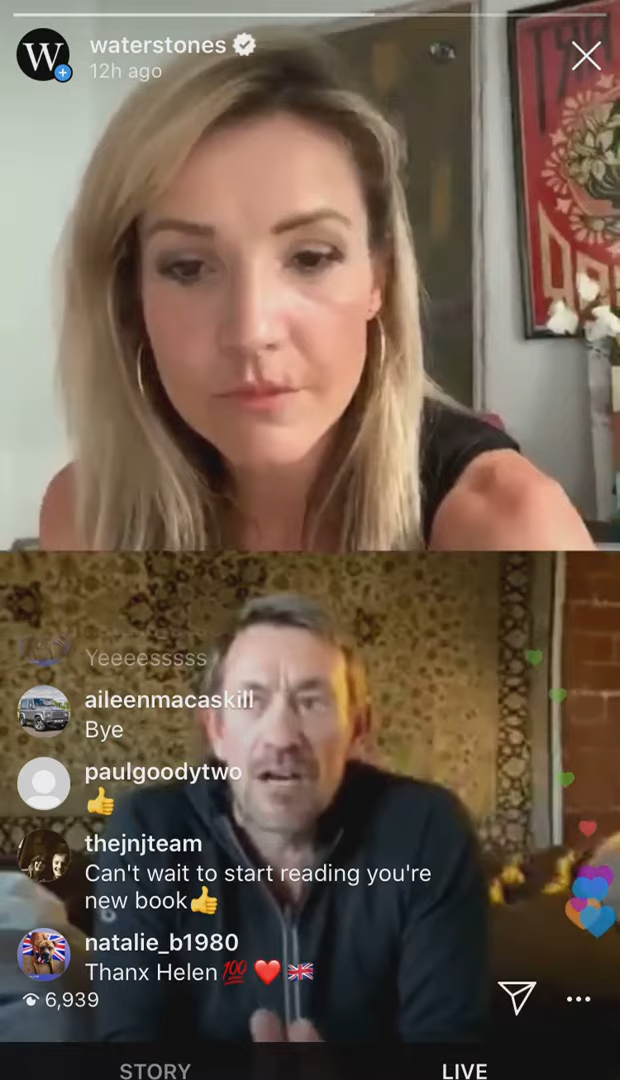 W
waterstones
12h ago
Yeeeesssss
aileenmacaskill
Bye
paulgoodytwo
👍
thejnjteam
Can't wait to start reading you're
new book👍
natalie_b1980
Thanx Helen💯❤️🇬🇧
6,939
STORY
LIVE